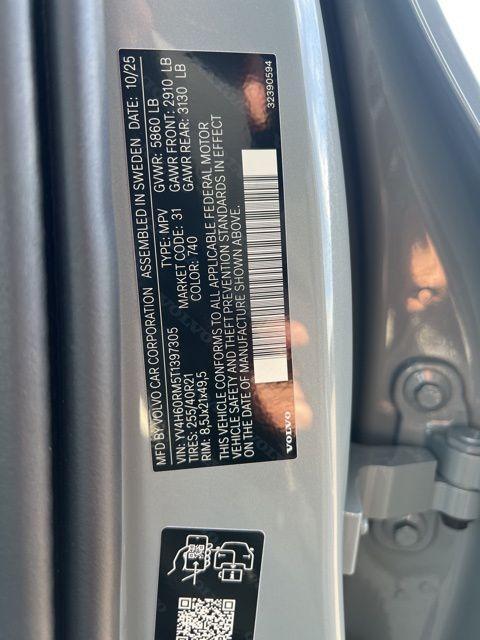 MFD BY VOLVO CAR CORPORATION ASSEMBLED IN SWEDEN DATE: 10/25
VIN: YV4H60RM5T1397305 TYPE: MPV GVWR: 5860 LB
TIRES: 255/40R21 MARKET CODE: 31 GAWR FRONT: 2910 LB
RIM: 8,5Jx21x49,5 COLOR: 740 GAWR REAR: 3130 LB
THIS VEHICLE CONFORMS TO ALL APPLICABLE FEDERAL MOTOR
VEHICLE SAFETY AND THEFT PREVENTION STANDARDS IN EFFECT
ON THE DATE OF MANUFACTURE SHOWN ABOVE.
VOLVO
32390594